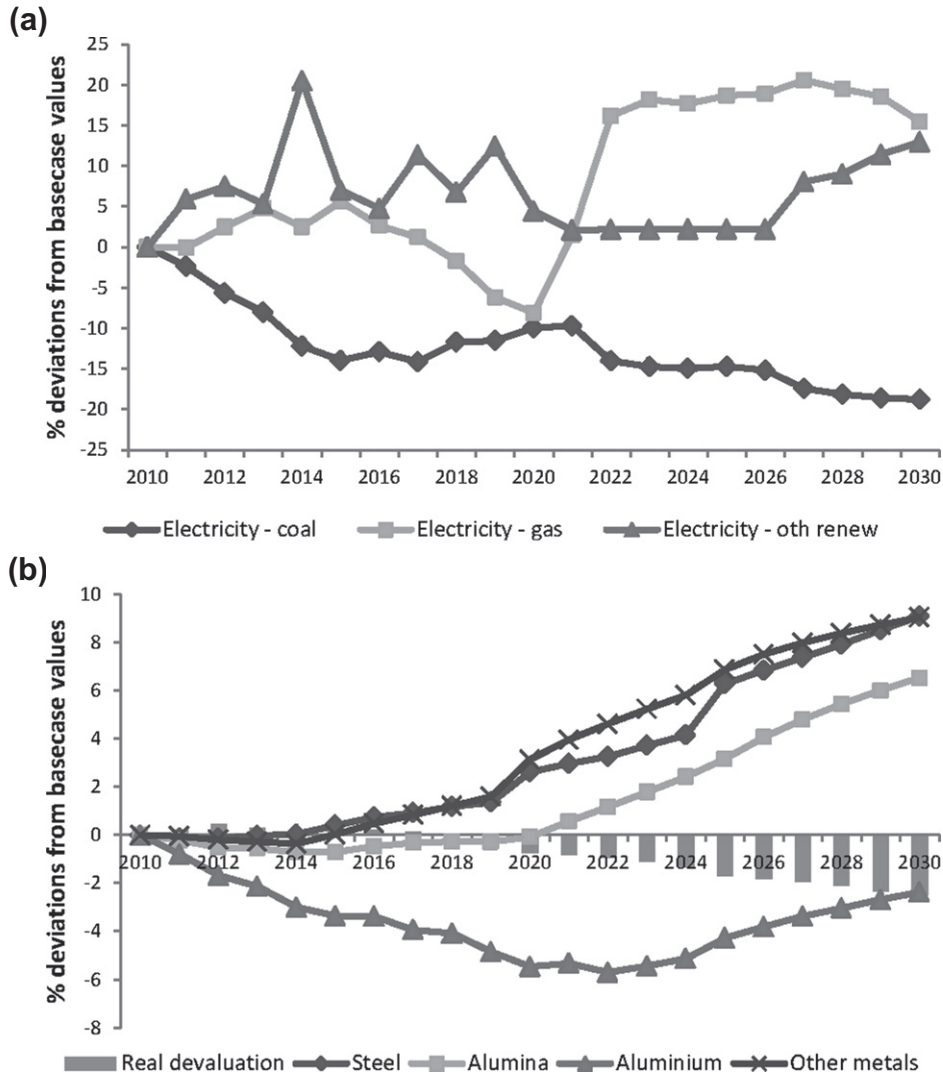 (a)
% deviations from basecase values
25
20
15
10
5
0
-5
-10
-15
-20
-25
2010 2012 2014 2016 2018 2020 2022 2024 2026 2028 2030
Electricity - coal Electricity - gas Electricity - oth renew
(b)
% deviations from basecase values
10
8
6
4
2
0
-2
-4
-6
-8
2010 2012 2014 2016 2018 2020 2022 2024 2026 2028 2030
Real devaluation Steel Alumina Aluminium Other metals